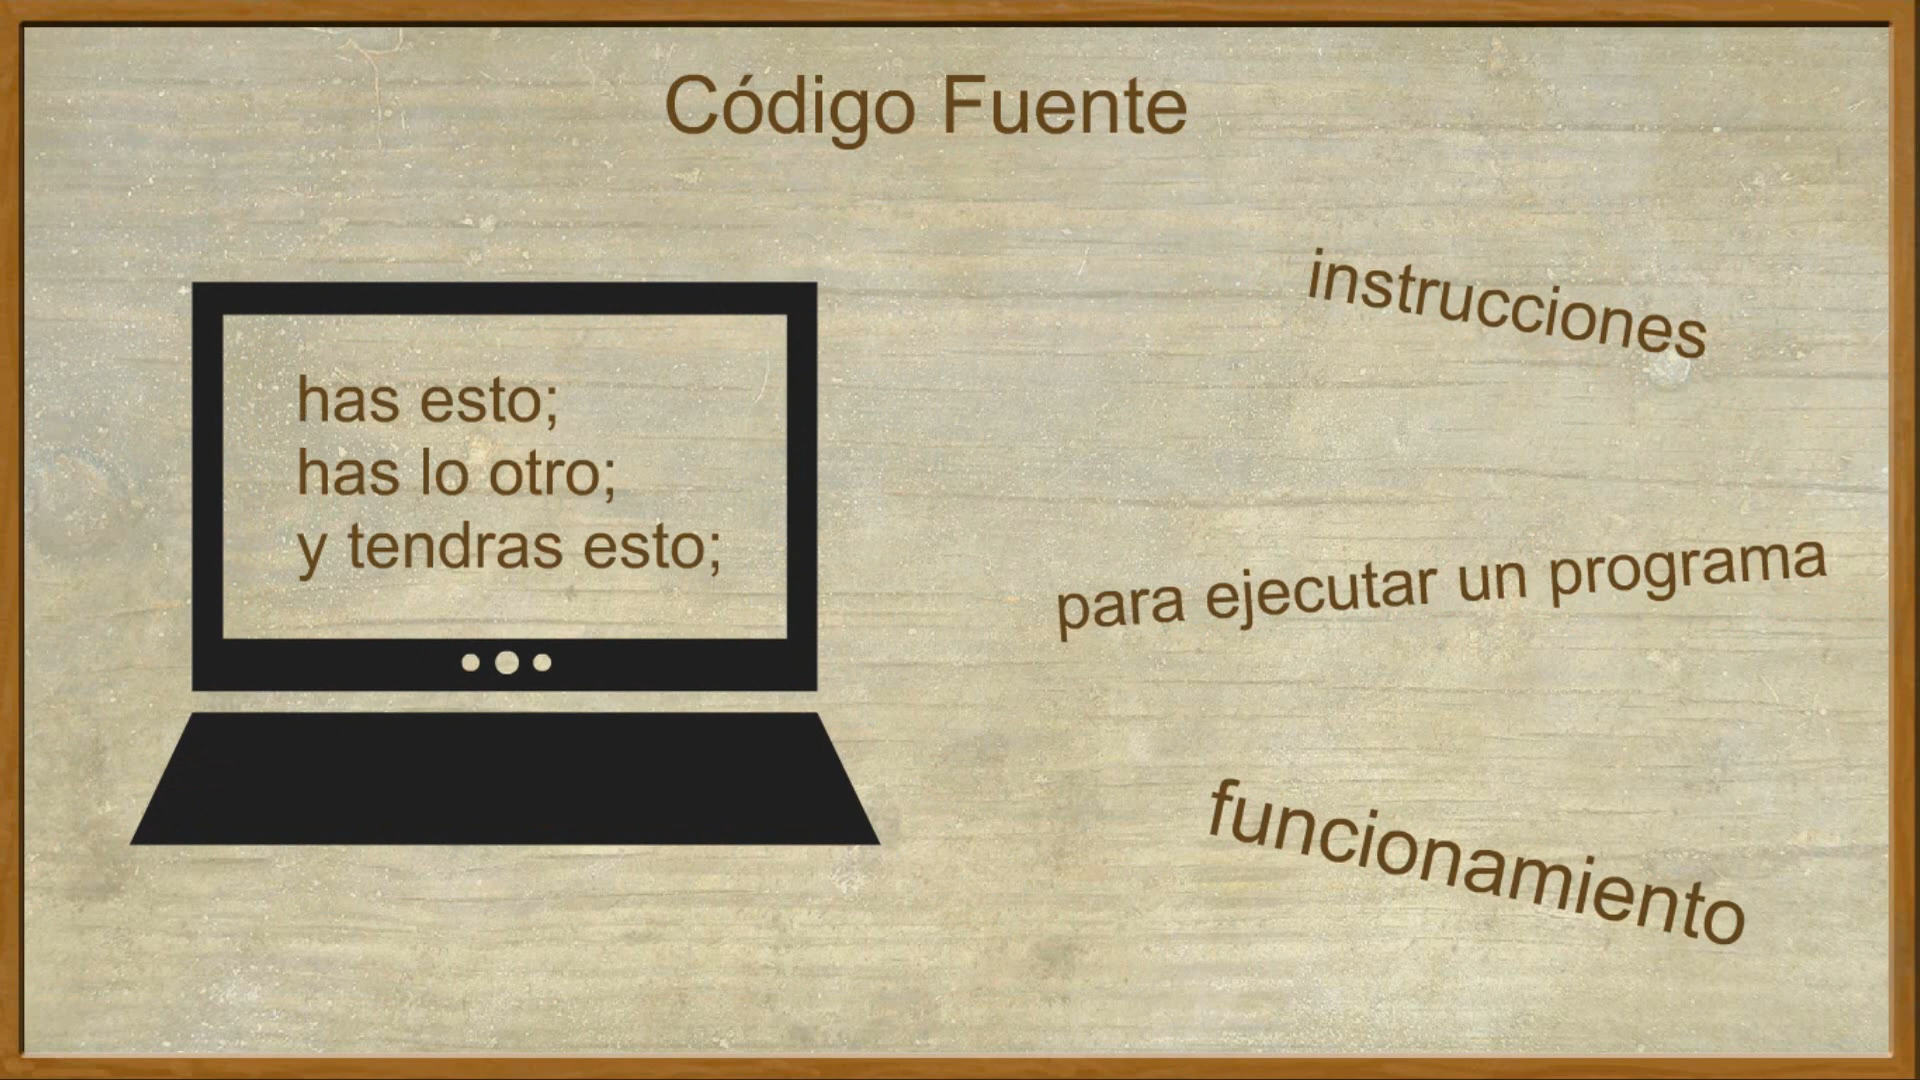 Código Fuente
has esto;
has lo otro;
y tendras esto;
instrucciones
para ejecutar un programa
funcionamiento